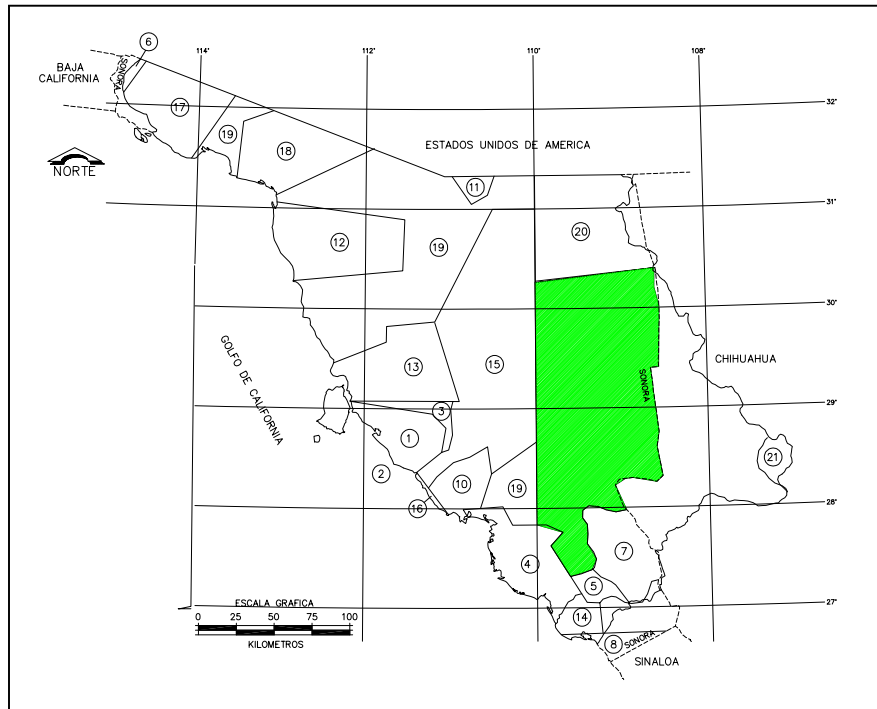 6
114°
112°
110°
108°
BAJA
CALIFORNIA
SONORA
17
32°
19
18
ESTADOS UNIDOS DE AMERICA
NORTE
11
31°
12
19
20
30°
GOLFO DE CALIFORNIA
13
15
CHIHUAHUA
SONORA
3
29°
1
2
21
10
19
16
28°
4
7
5
ESCALA GRAFICA
0 25 50 75 100
KILOMETROS
14
27°
8
SONORA
SINALOA